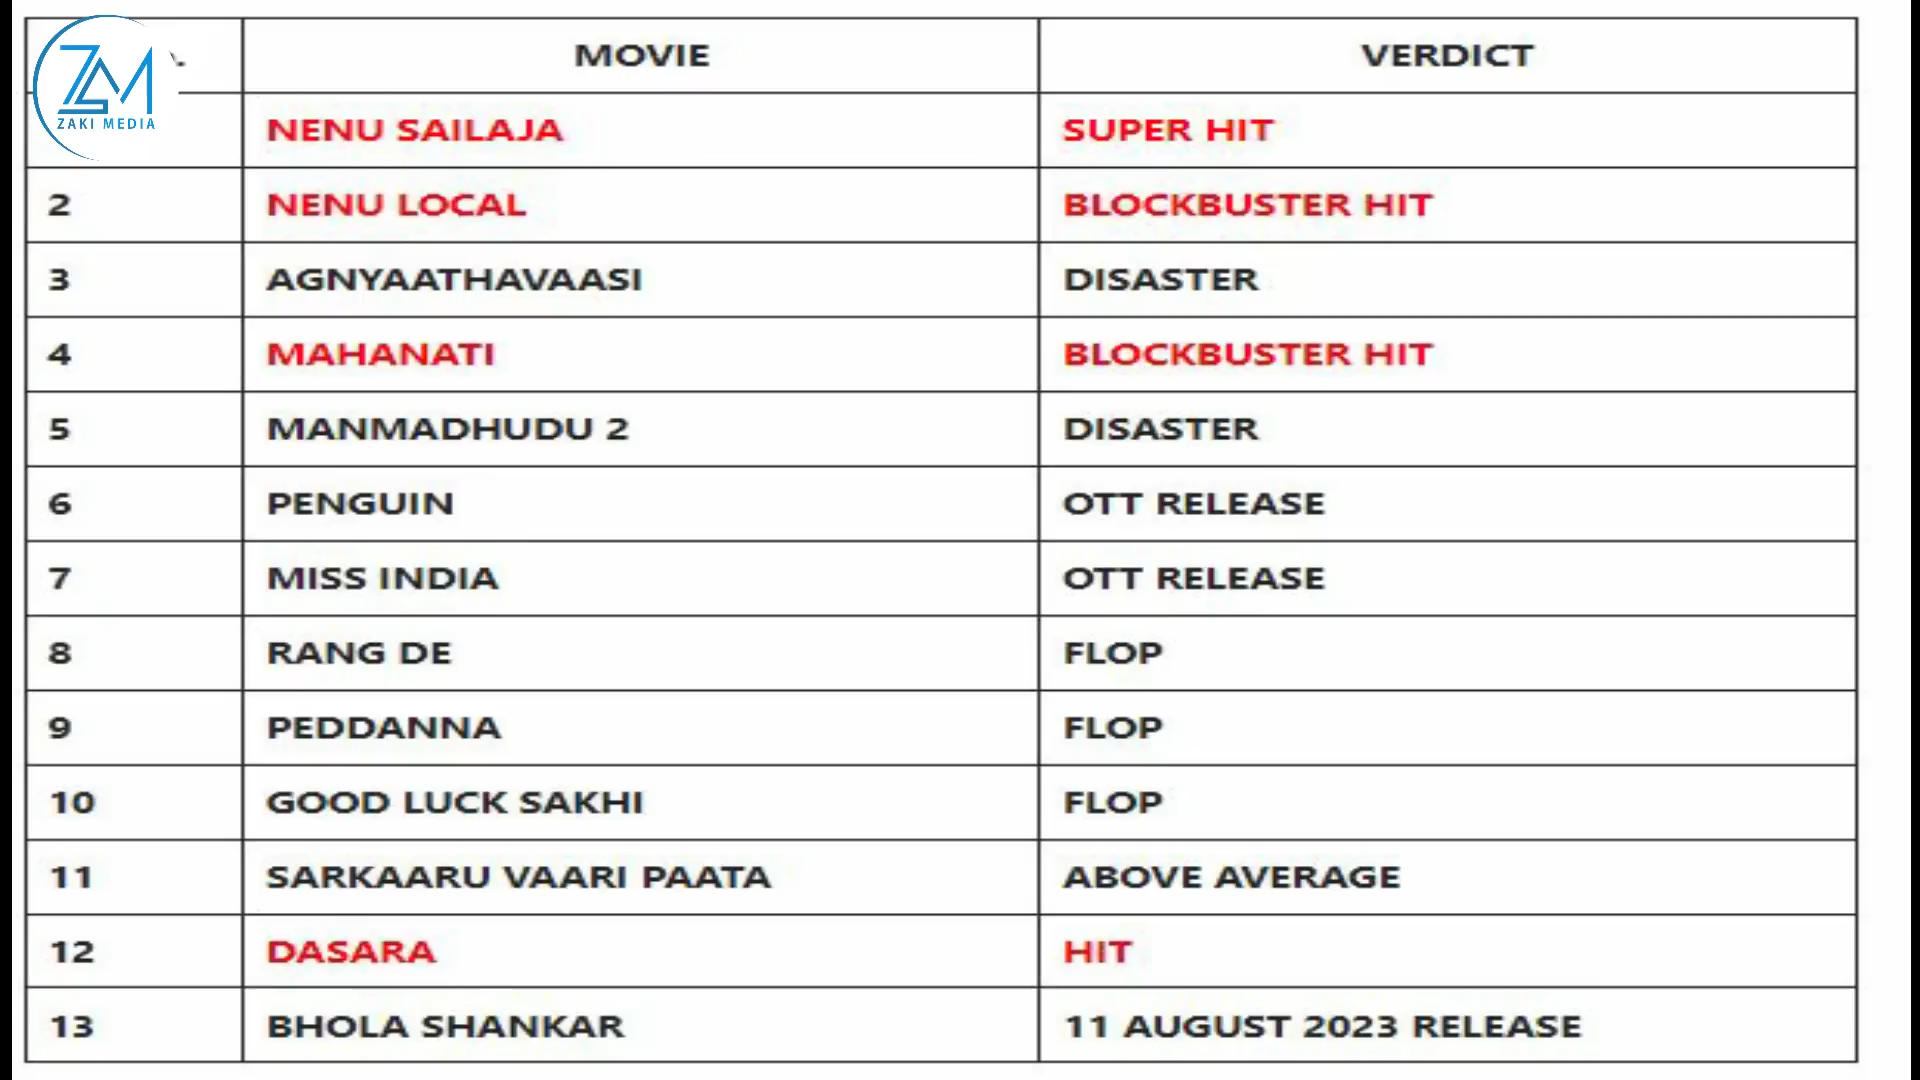 ZM
ZAKI MEDIA
MOVIE VERDICT
NENU SAILAJA SUPER HIT
2 NENU LOCAL BLOCKBUSTER HIT
3 AGNYAATHAVAASI DISASTER
4 MAHANATI BLOCKBUSTER HIT
5 MANMADHUDU 2 DISASTER
6 PENGUIN OTT RELEASE
7 MISS INDIA OTT RELEASE
8 RANG DE FLOP
9 PEDDANNA FLOP
10 GOOD LUCK SAKHI FLOP
11 SARKAARU VAARI PAATA ABOVE AVERAGE
12 DASARA HIT
13 BHOLA SHANKAR 11 AUGUST 2023 RELEASE